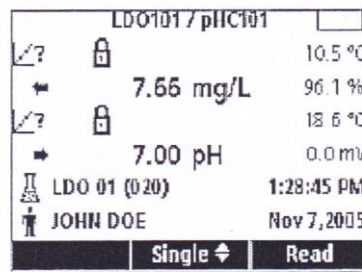 LDO101 / pHC101
? 10.5 °C
7.66 mg/L 96.1 %
? 18.6 °C
7.00 pH 0.0 mV
LDO 01 (020) 1:28:45 PM
JOHN DOE Nov 7,2005
Single Read